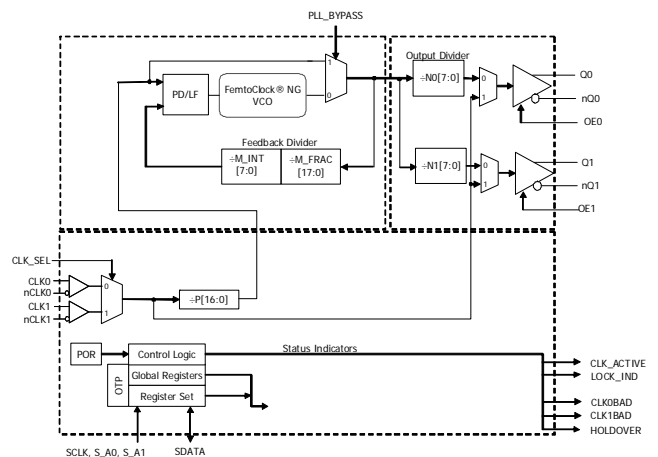 PLL_BYPASS
Output Divider
1
0
PD/LF
FemtoClock® NG
VCO
÷N0[7:0]
0
1
Q0
nQ0
OE0
Feedback Divider
÷M_INT
[7:0]
÷M_FRAC
[17:0]
÷N1[7:0]
0
1
Q1
nQ1
OE1
CLK_SEL
CLK0
nCLK0
CLK1
nCLK1
0
1
÷P[16:0]
POR
Control Logic
Status Indicators
OTP
Global Registers
Register Set
CLK_ACTIVE
LOCK_IND
CLK0BAD
CLK1BAD
HOLDOVER
SCLK, S_A0, S_A1
SDATA